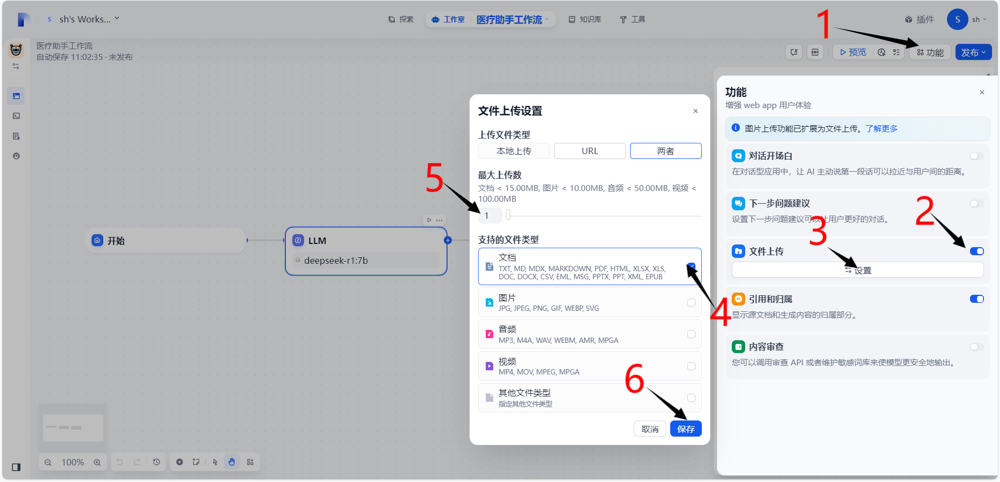 S sh's Works...
探索
工作室
医疗助手工作流
知识库
工具
插件
S sh
1
医疗助手工作流
自动保存 11:02:35 · 未发布
ENV
预览
功能
发布
开始
LLM
deepseek-r1:7b
100%
文件上传设置
上传文件类型
本地上传
URL
两者
5
最大上传数
文档 < 15.00MB, 图片 < 10.00MB, 音频 < 50.00MB, 视频 <
100.00MB
1
支持的文件类型
文档
TXT, MD, MDX, MARKDOWN, PDF, HTML, XLSX, XLS,
DOC, DOCX, CSV, EML, MSG, PPTX, PPT, XML, EPUB
4
图片
JPG, JPEG, PNG, GIF, WEBP, SVG
音频
MP3, M4A, WAV, WEBM, AMR, MPGA
视频
MP4, MOV, MPEG, MPGA
6
其他文件类型
指定其他文件类型
取消
保存
功能
增强 web app 用户体验
图片上传功能已扩展为文件上传。了解更多
对话开场白
在对话型应用中，让 AI 主动说第一段话可以拉近与用户间的距离。
下一步问题建议
设置下一步问题建议可以让用户更好的对话。
2
3
文件上传
设置
引用和归属
显示源文档和生成内容的归属部分。
内容审查
您可以调用审查 API 或者维护敏感词库来使模型更安全地输出。